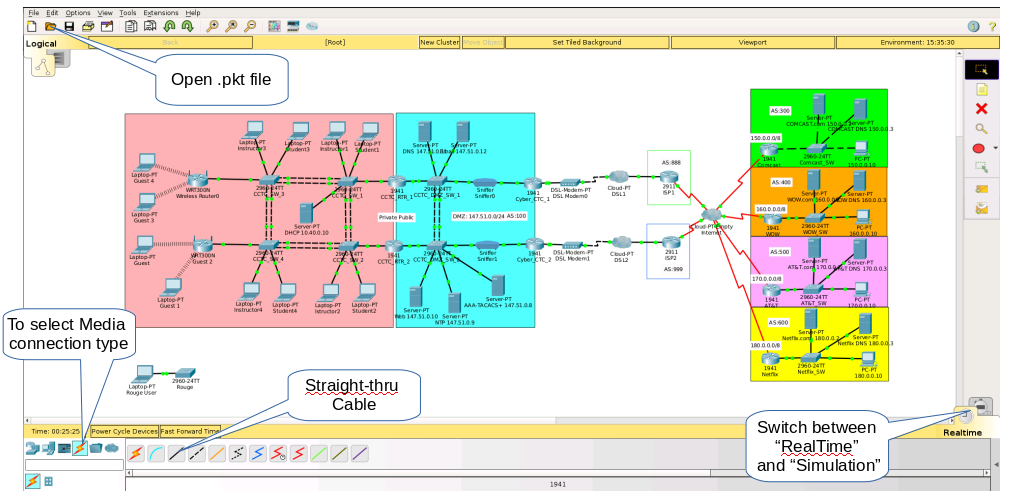 File Edit Options View Tools Extensions Help
Logical
Back
[Root]
New Cluster
Move Object
Set Tiled Background
Viewport
Environment: 15:35:30
Open .pkt file
Laptop-PT
Instructor3
Laptop-PT
Student3
Laptop-PT
Instructor1
Laptop-PT
Student1
Laptop-PT
Guest 4
WRT300N
Wireless Router0
2960-24TT
CCTC_SW_3
2960-24TT
CCTC_SW_1
Laptop-PT
Guest 3
Server-PT
DHCP 10.40.0.10
Laptop-PT
Guest
WRT300N
Guest 2
2960-24TT
CCTC_SW_4
2960-24TT
CCTC_SW_2
Laptop-PT
Guest 1
Laptop-PT
Instructor4
Laptop-PT
Student4
Laptop-PT
Istructor2
Laptop-PT
Student2
1941
CCTC_RTR_1
1941
CCTC_RTR_2
Private Public
Server-PT
DNS 147.51.0
Server-PT
147.51.0.12
2960-24TT
Sniffer
Sniffer0
DMZ: 147.51.0.0/24 AS:100
2960-24TT
Sniffer
Sniffer1
Server-PT
Web 147.51.0.10
Server-PT
NTP 147.51.0.9
Server-PT
AAA-TACACS+ 147.51.0.8
1941
Cyber_CTC_1
1941
Cyber_CTC_2
DSL-Modem-PT
DSL Modem0
DSL-Modem-PT
DSL Modem1
Cloud-PT
DSL1
Cloud-PT
DSL2
AS:888
2911
ISP1
2911
ISP2
AS:999
Cloud-PT-Empty
Internet
AS:300
Server-PT
COMCAST.com 150.0.0.2
Server-PT
COMCAST DNS 150.0.0.3
150.0.0.0/8
1941
Comcast
2960-24TT
Comcast_SW
PC-PT
150.0.0.10
AS:400
Server-PT
WOW.com 160.0.0
Server-PT
WOW DNS 160.0.0.3
160.0.0.0/8
1941
WOW
2960-24TT
WOW_SW
PC-PT
160.0.0.10
AS:500
Server-PT
AT&T.com 170.0.0
Server-PT
AT&T DNS 170.0.0.3
170.0.0.0/8
1941
AT&T
2960-24TT
AT&T_SW
PC-PT
170.0.0.10
AS:600
Server-PT
Netflix.com 180.0.0.2
Server-PT
Netflix DNS 180.0.0.3
180.0.0.0/8
1941
Netflix
2960-24TT
Netflix_SW
PC-PT
180.0.0.10
To select Media
connection type
Laptop-PT
Rouge User
2960-24TT
Rouge
Straight-thru
Cable
Switch between
“RealTime”
and “Simulation”
Time: 00:25:25
Power Cycle Devices
Fast Forward Time
Realtime
1941